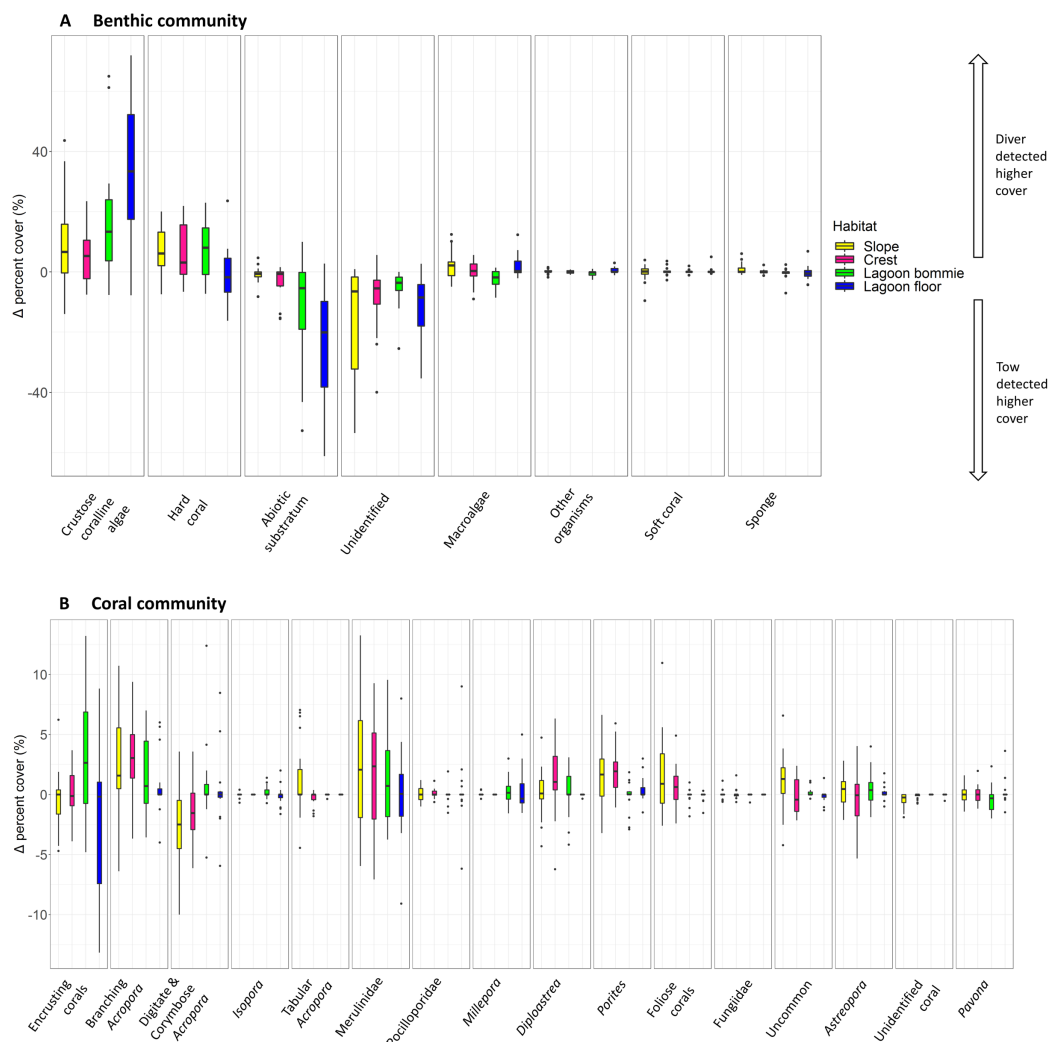 A Benthic community
Δ percent cover (%)
40
0
-40
Crustose
coralline
algae
Hard
coral
Abiotic
substratum
Unidentified
Macroalgae
Other
organisms
Soft coral
Sponge
Diver
detected
higher
cover
Habitat
Slope
Crest
Lagoon bommie
Lagoon floor
Tow
detected
higher
cover
B Coral community
Δ percent cover (%)
10
5
0
-5
-10
Encrusting
corals
Branching
Acropora
Digitate &
Corymbose
Acropora
Isopora
Tabular
Acropora
Merulinidae
Pocilloporidae
Millepora
Diploastrea
Porites
Foliose
corals
Fungiidae
Uncommon
Astreopora
Unidentified
coral
Pavona